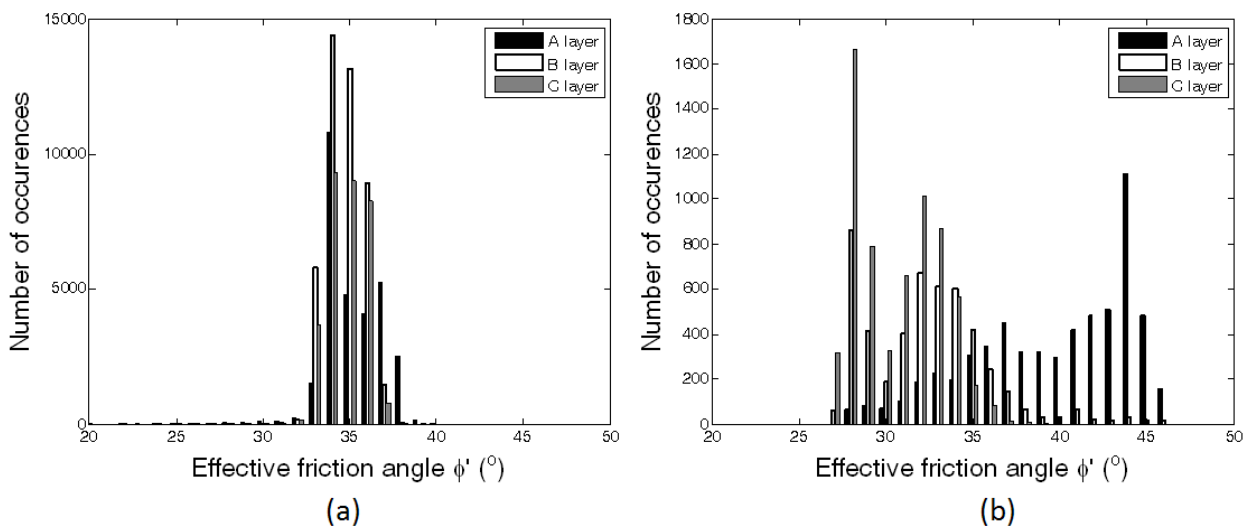 15000
10000
5000
0
20
25
30
35
40
45
50
Number of occurences
Effective friction angle ϕ' (⁰)
A layer
B layer
C layer
(a)
1800
1600
1400
1200
1000
800
600
400
200
0
20
25
30
35
40
45
50
Number of occurences
Effective friction angle ϕ' (⁰)
A layer
B layer
C layer
(b)